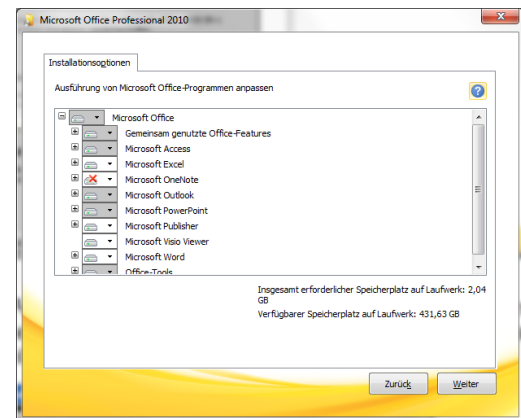 Microsoft Office Professional 2010
Installationsoptionen
Ausführung von Microsoft Office-Programmen anpassen
Microsoft Office
Gemeinsam genutzte Office-Features
Microsoft Access
Microsoft Excel
Microsoft OneNote
Microsoft Outlook
Microsoft PowerPoint
Microsoft Publisher
Microsoft Visio Viewer
Microsoft Word
Office-Tools
Insgesamt erforderlicher Speicherplatz auf Laufwerk: 2,04
GB
Verfügbarer Speicherplatz auf Laufwerk: 431,63 GB
Zurück
Weiter